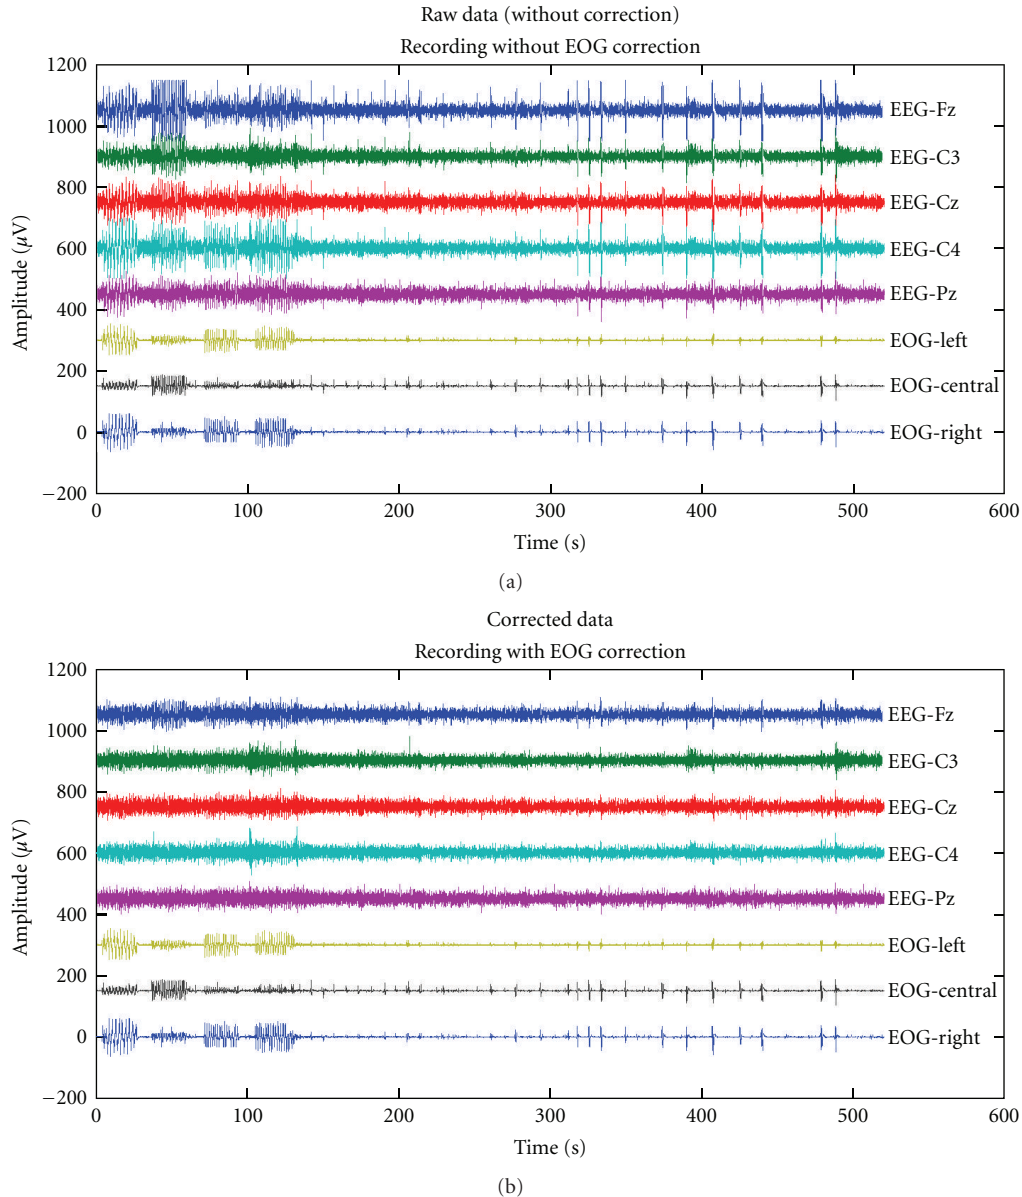 Raw data (without correction)
Recording without EOG correction
1200
1000
800
600
400
200
0
−200
Amplitude (μV)
EEG-Fz
EEG-C3
EEG-Cz
EEG-C4
EEG-Pz
EOG-left
EOG-central
EOG-right
0 100 200 300 400 500 600
Time (s)
(a)
Corrected data
Recording with EOG correction
1200
1000
800
600
400
200
0
−200
Amplitude (μV)
EEG-Fz
EEG-C3
EEG-Cz
EEG-C4
EEG-Pz
EOG-left
EOG-central
EOG-right
0 100 200 300 400 500 600
Time (s)
(b)